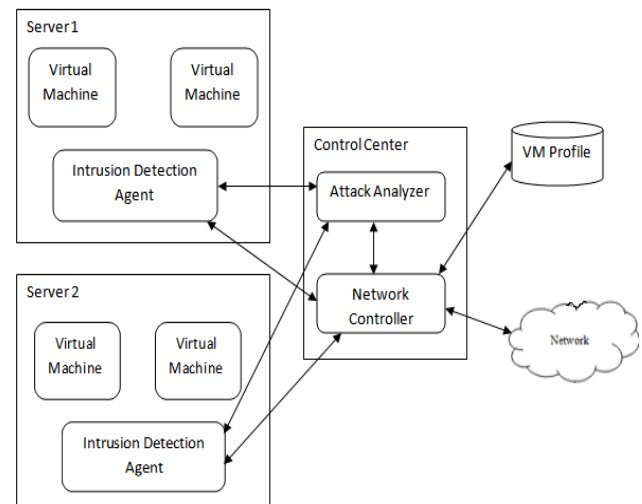 Server1
Virtual
Machine
Virtual
Machine
Intrusion Detection
Agent
Control Center
Attack Analyzer
Network
Controller
VM Profile
Network
Server 2
Virtual
Machine
Virtual
Machine
Intrusion Detection
Agent